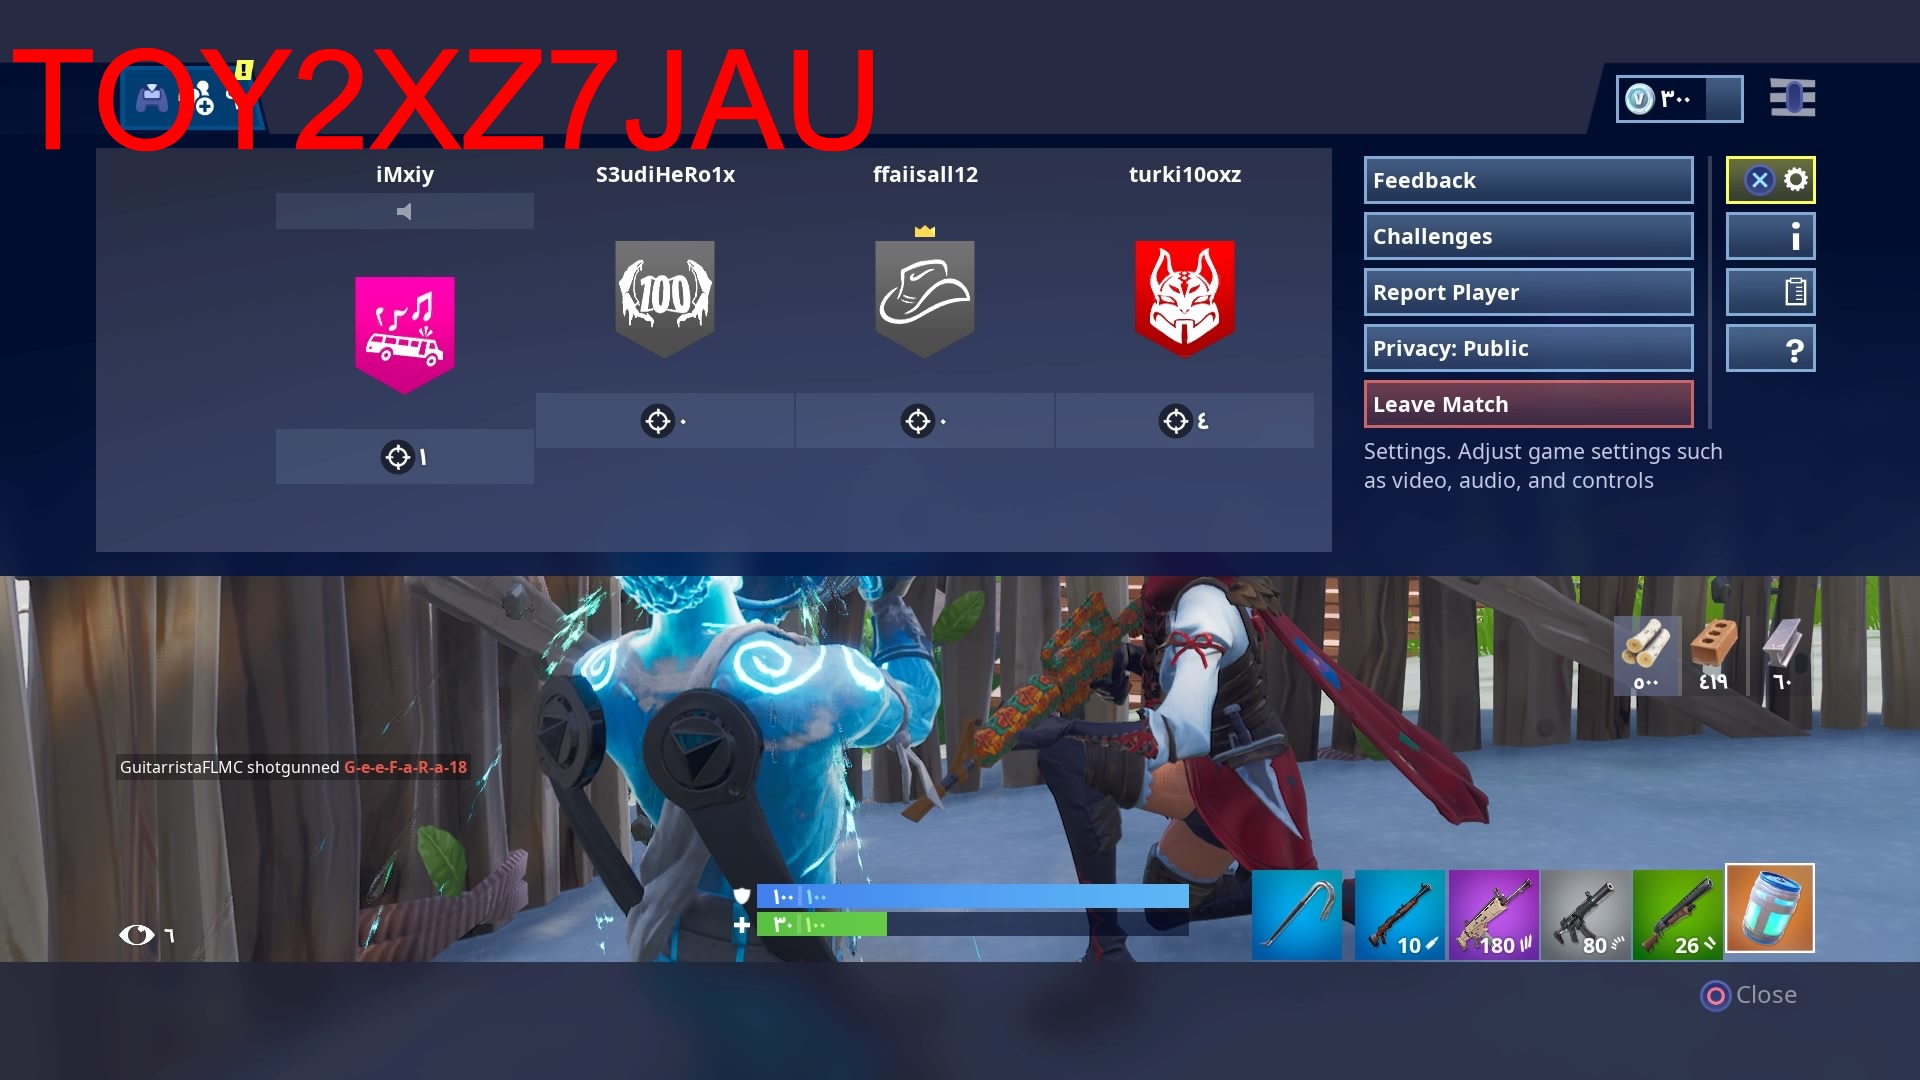 TOY2XZ7JAU
٣٠٠
iMxiy
S3udiHeRo1x
ffaiisall12
turki10oxz
100
١
٠
٠
٤
Feedback
Challenges
Report Player
Privacy: Public
Leave Match
Settings. Adjust game settings such
as video, audio, and controls
٥٠٠
٤١٩
٦٠
GuitarristaFLMC shotgunned G-e-e-F-a-R-a-18
٦
١٠٠ | ١٠٠
٣٠ | ١٠٠
10
180
80
26
Close